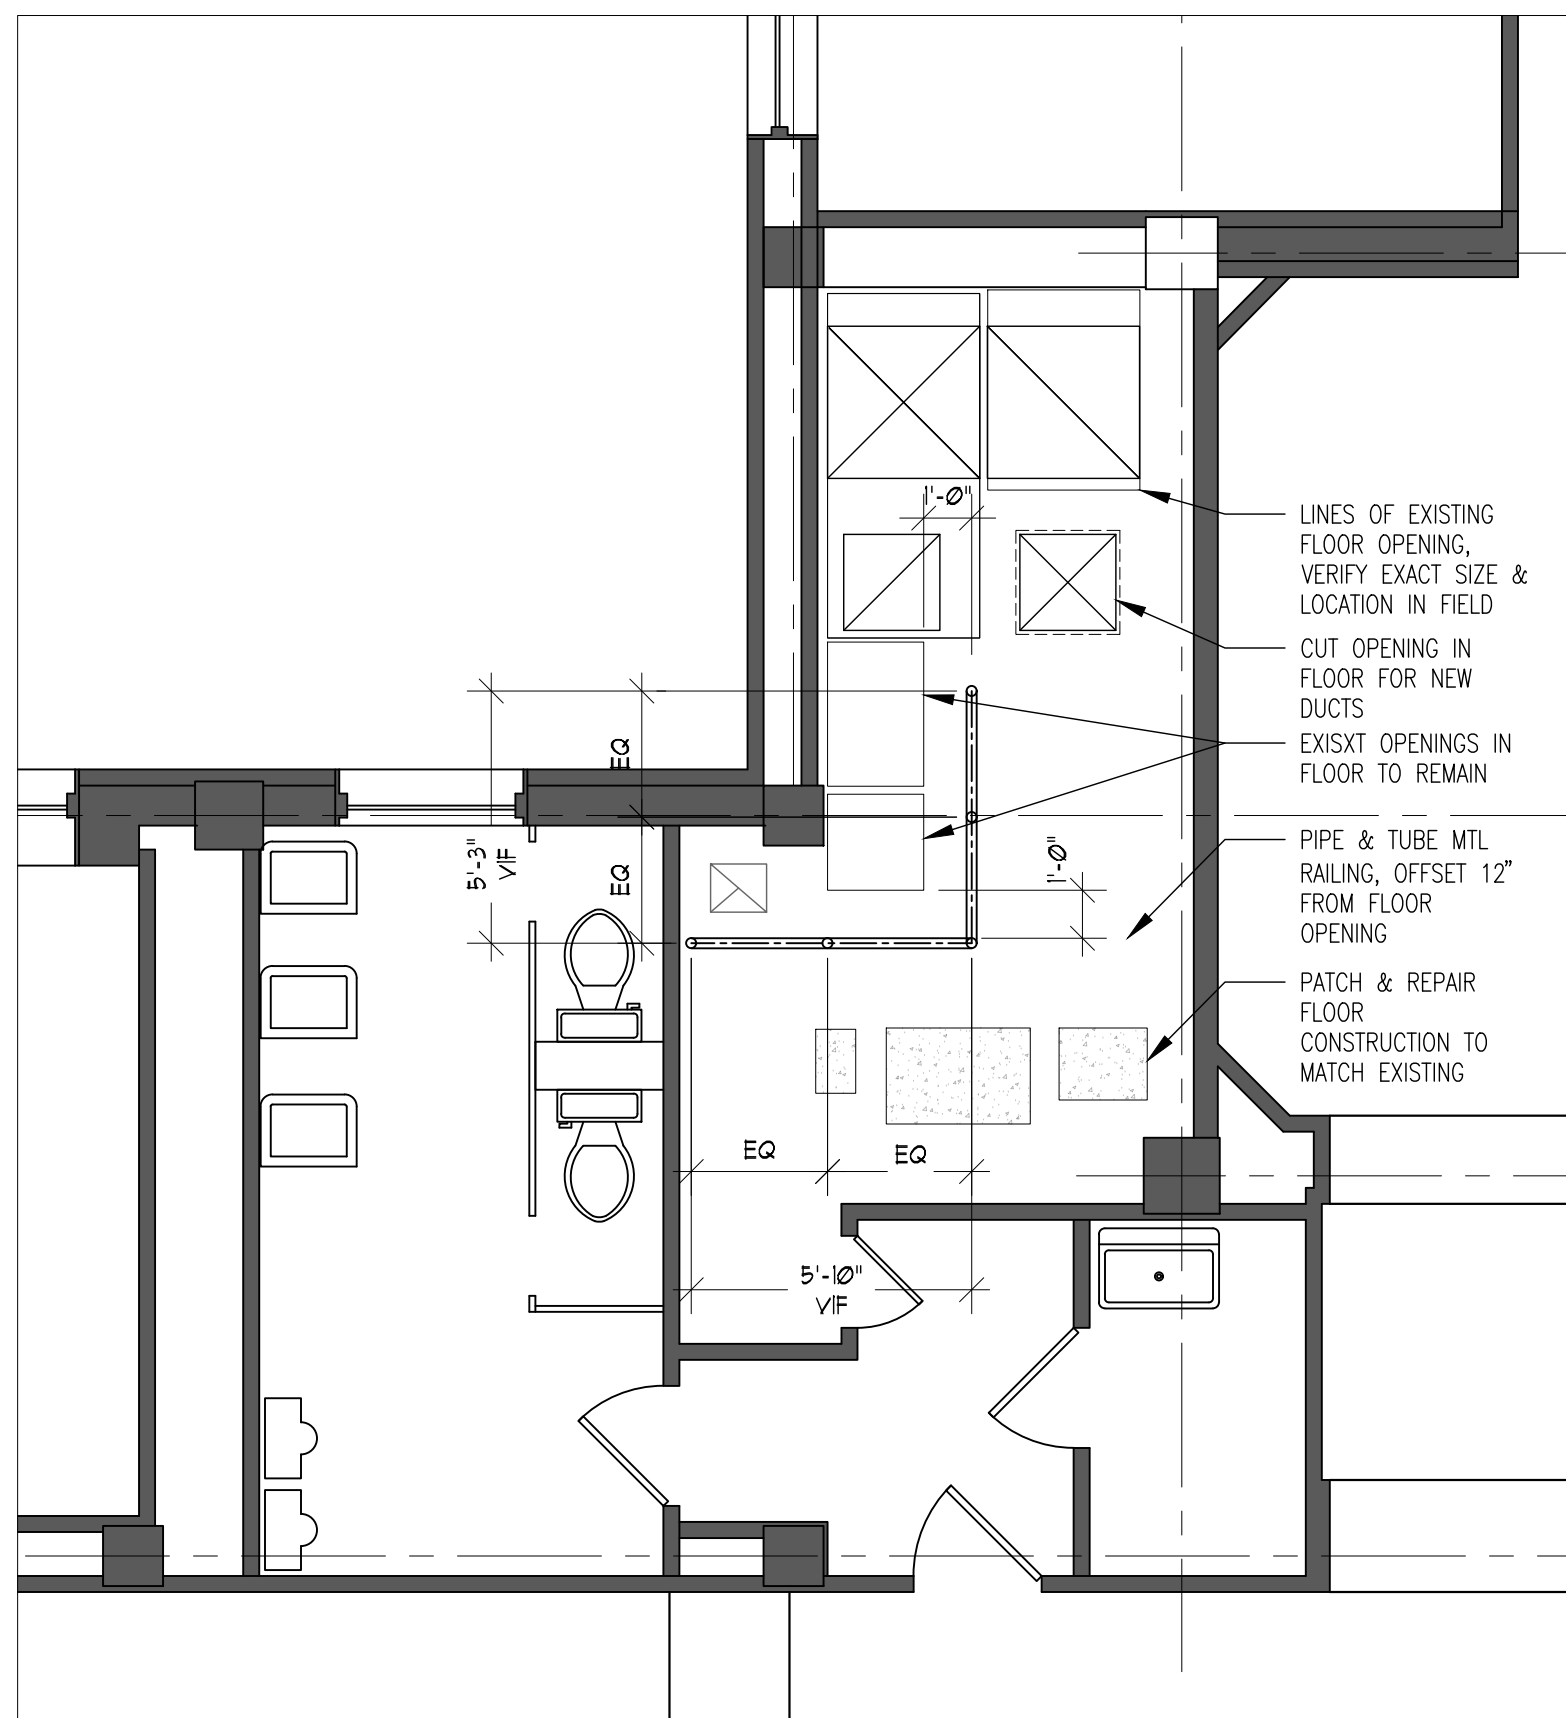 1'-0"
LINES OF EXISTING
FLOOR OPENING,
VERIFY EXACT SIZE &
LOCATION IN FIELD
CUT OPENING IN
FLOOR FOR NEW
DUCTS
EXISXT OPENINGS IN
FLOOR TO REMAIN
EQ
5'-3"
VIF
EQ
1'-0"
PIPE & TUBE MTL
RAILING, OFFSET 12"
FROM FLOOR
OPENING
PATCH & REPAIR
FLOOR
CONSTRUCTION TO
MATCH EXISTING
EQ
EQ
5'-10"
VIF